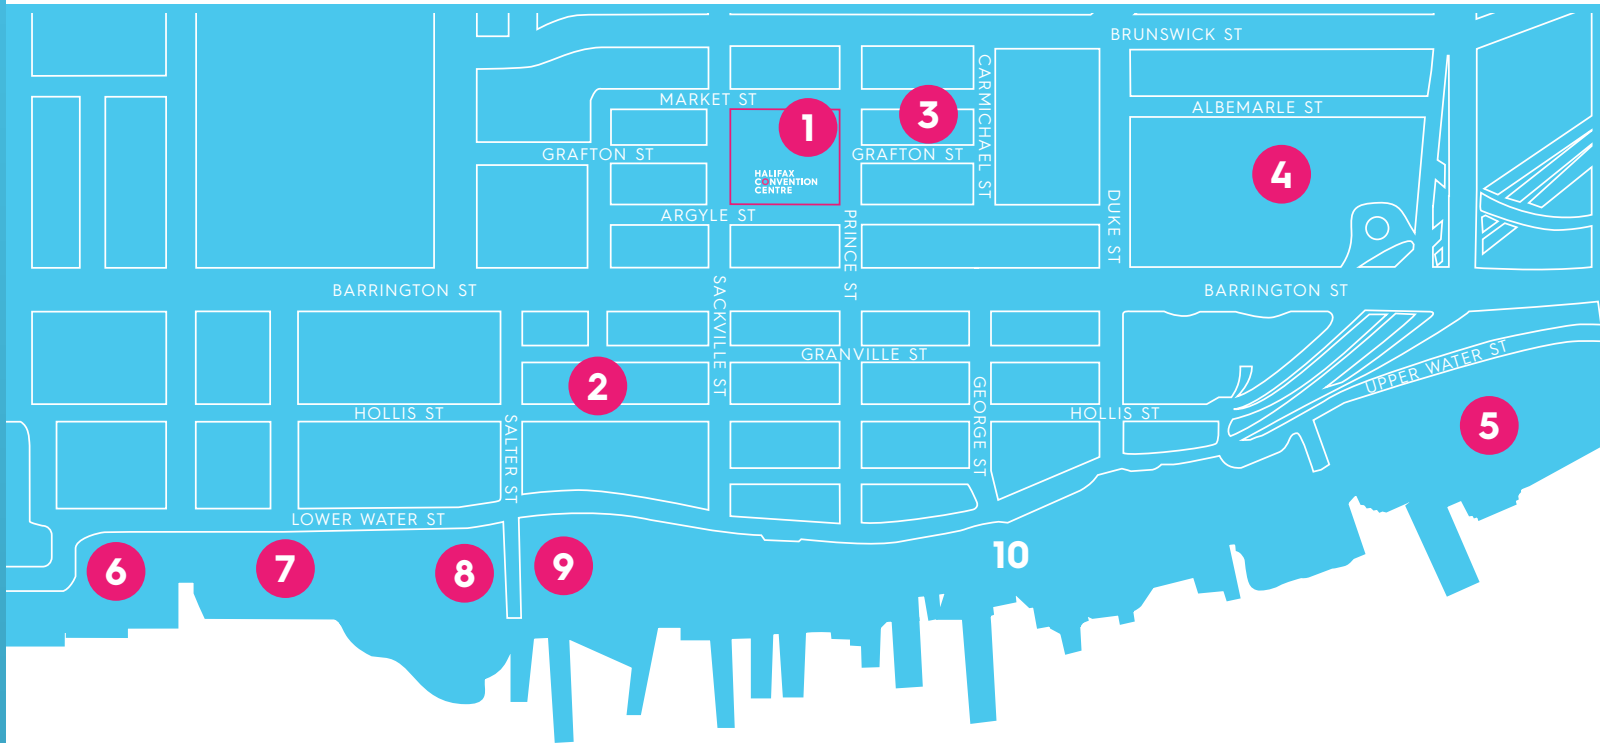 BRUNSWICK ST
CARMICHAEL ST
MARKET ST
ALBEMARLE ST
1
3
GRAFTON ST
GRAFTON ST
4
HALIFAX
CONVENTION
CENTRE
ARGYLE ST
PRINCE ST
DUKE ST
BARRINGTON ST
SACKVILLE ST
BARRINGTON ST
GRANVILLE ST
UPPER WATER ST
2
GEORGE ST
HOLLIS ST
HOLLIS ST
SALTER ST
5
LOWER WATER ST
6
7
8
9
10